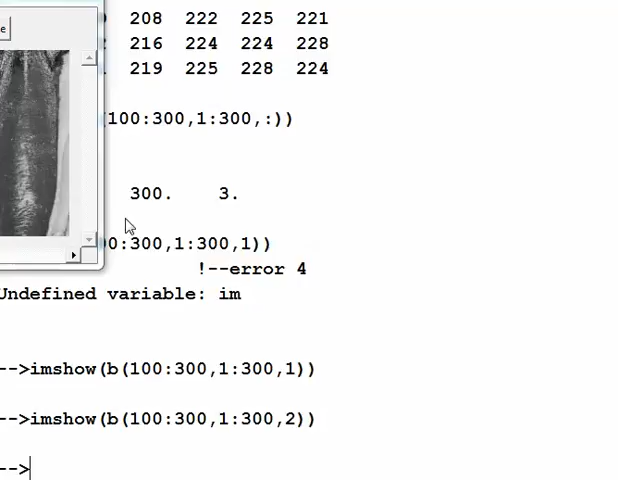 208 222 225 221
e
216 224 224 228
219 225 228 224
100:300,1:300,:))
300. 3.
0:300,1:300,1))
!--error 4
Undefined variable: im
-->imshow(b(100:300,1:300,1))
-->imshow(b(100:300,1:300,2))
-->